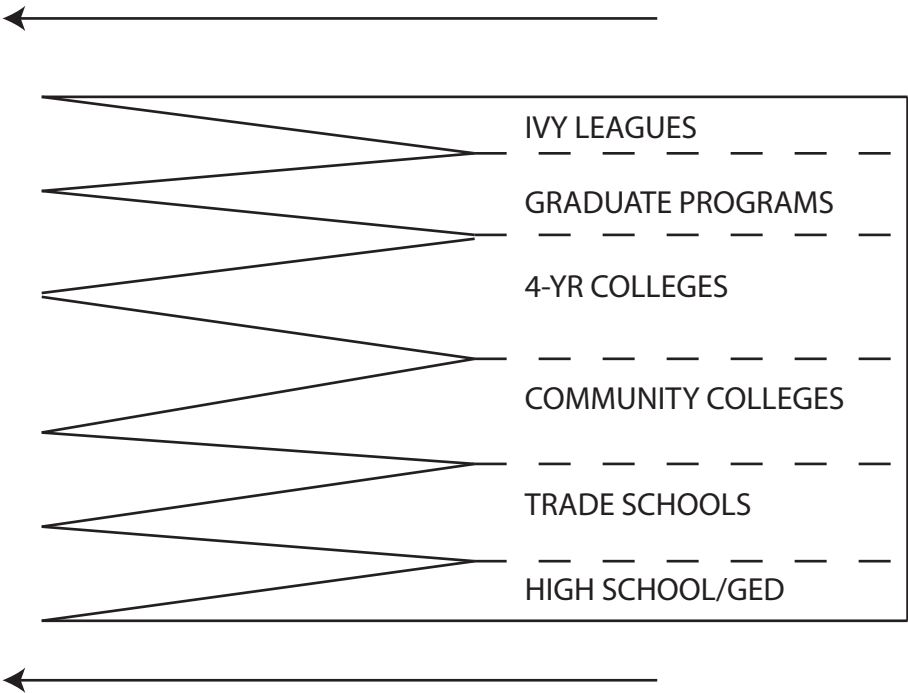 IVY LEAGUES
GRADUATE PROGRAMS
4-YR COLLEGES
COMMUNITY COLLEGES
TRADE SCHOOLS
HIGH SCHOOL/GED